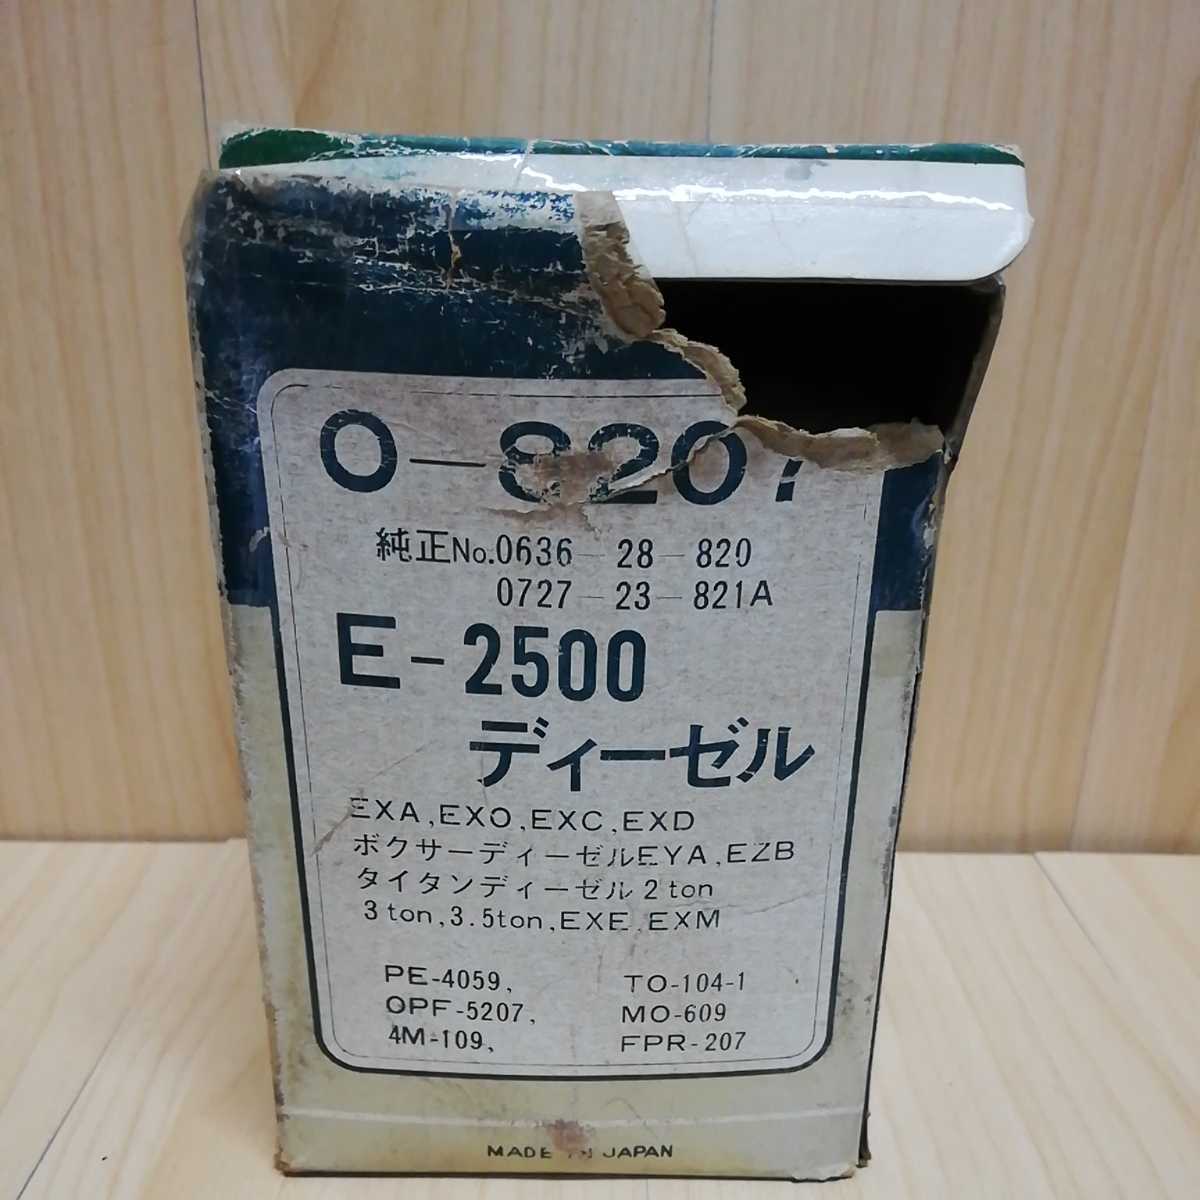 O-8207
純正No.0636-28-820
0727-23-821A
E-2500
ディーゼル
EXA,EXO,EXC,EXD
ボクサーディーゼルEYA,EZB
タイタンディーゼル2ton
3ton,3.5ton,EXE,EXM
PE-4059, TO-104-1
OPF-5207, MO-609
4M-109, FPR-207
MADE IN JAPAN